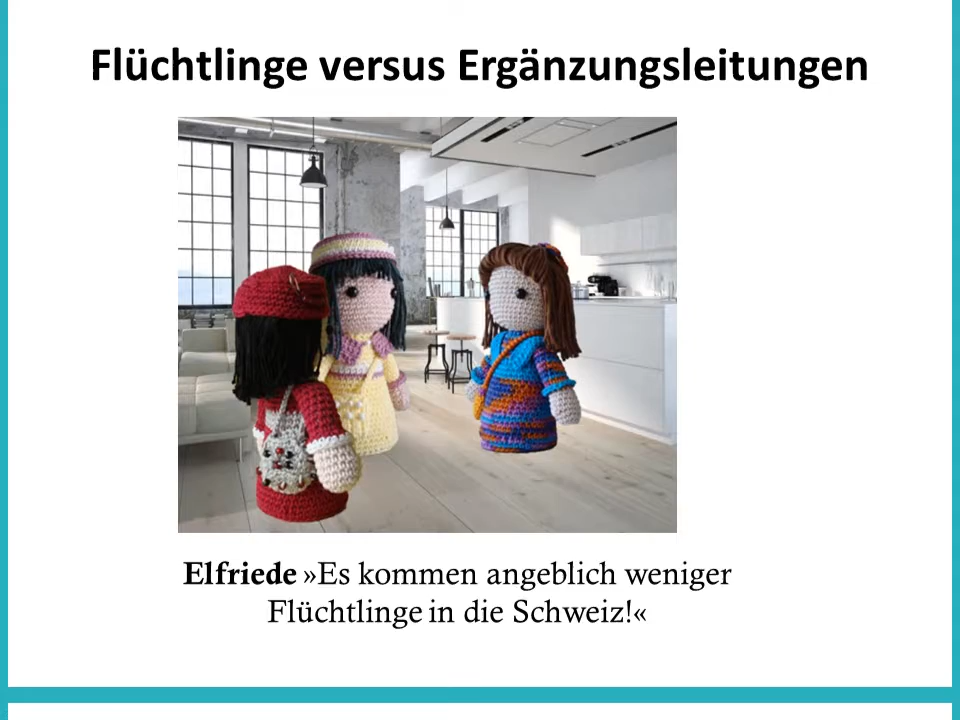 Flüchtlinge versus Ergänzungsleitungen
Elfriede »Es kommen angeblich weniger
Flüchtlinge in die Schweiz!«